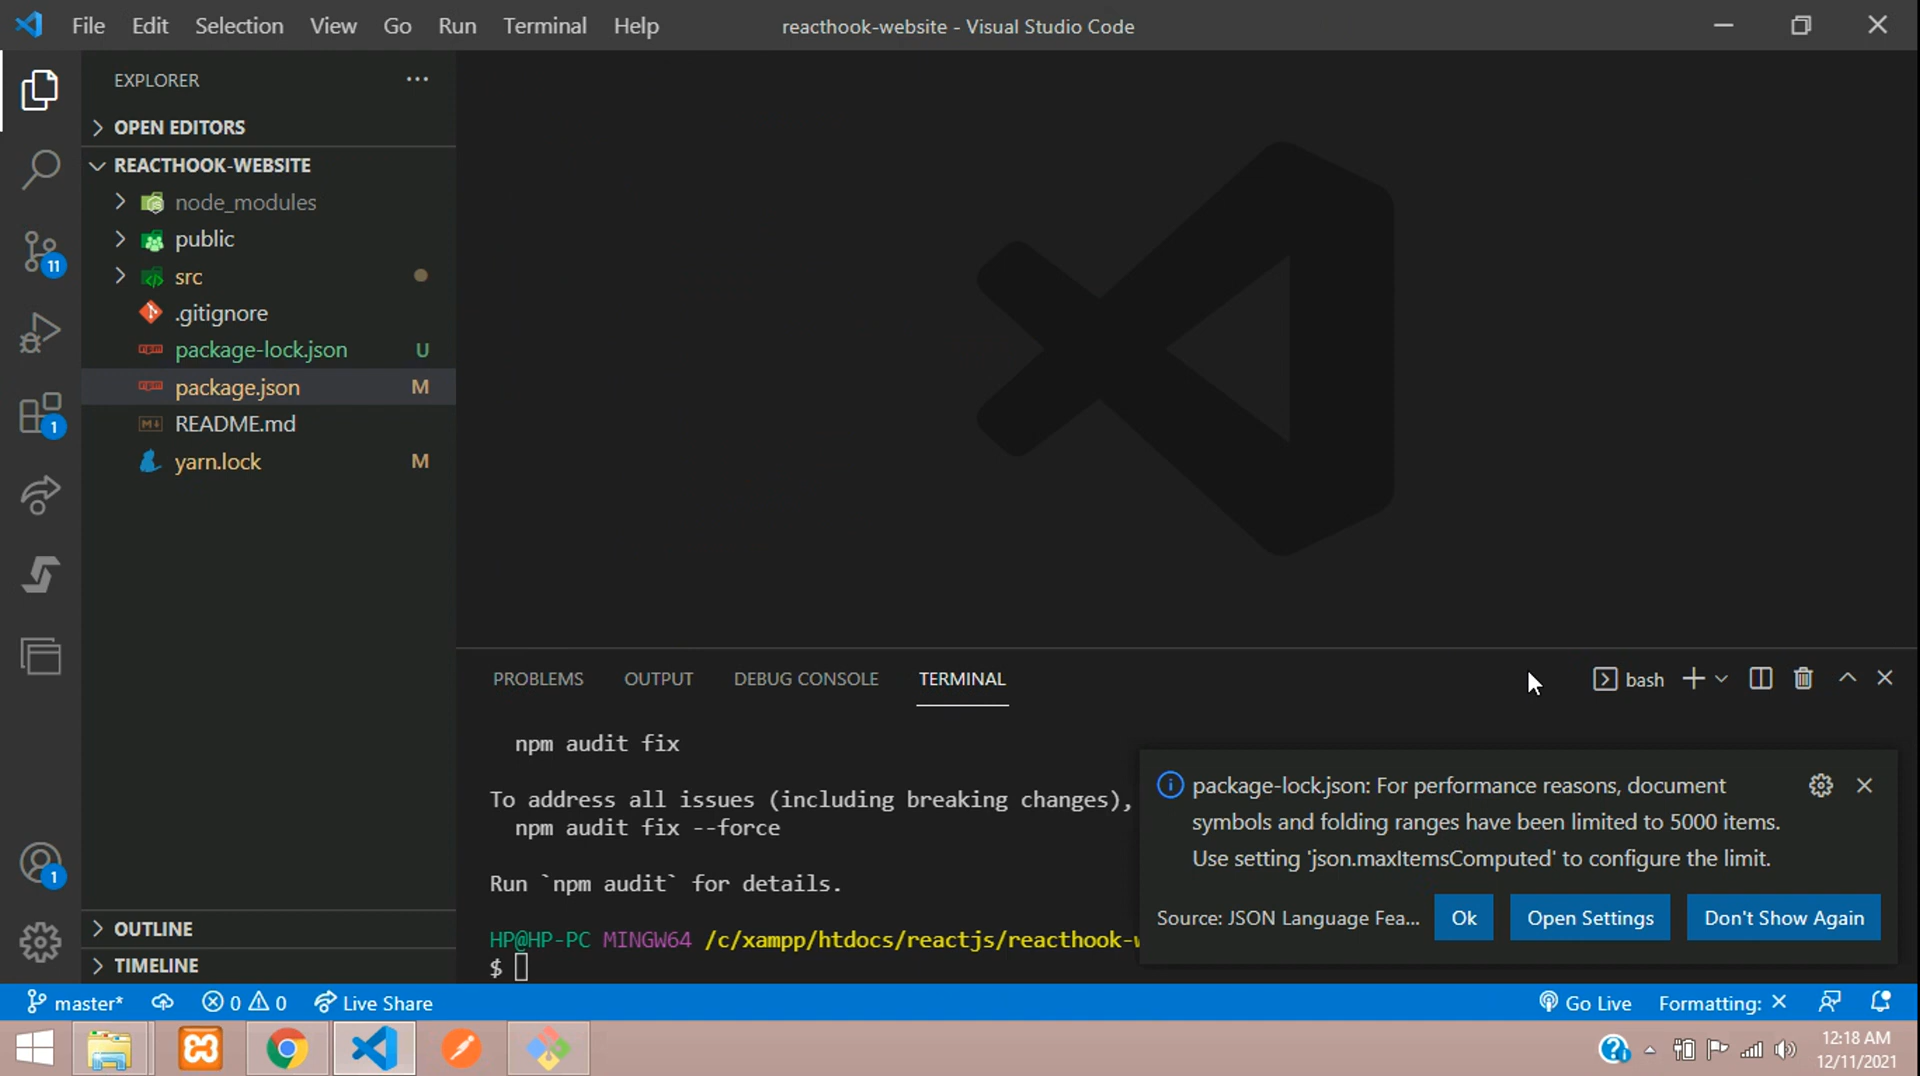 File Edit Selection View Go Run Terminal Help
reacthook-website - Visual Studio Code
EXPLORER
OPEN EDITORS
REACTHOOK-WEBSITE
node_modules
public
src
.gitignore
package-lock.json U
package.json M
README.md
yarn.lock M
11
1
1
OUTLINE
TIMELINE
PROBLEMS OUTPUT DEBUG CONSOLE TERMINAL
bash
npm audit fix
To address all issues (including breaking changes),
npm audit fix --force
Run `npm audit` for details.
HP@HP-PC MINGW64 /c/xampp/htdocs/reactjs/reacthook-w
$
package-lock.json: For performance reasons, document
symbols and folding ranges have been limited to 5000 items.
Use setting 'json.maxItemsComputed' to configure the limit.
Source: JSON Language Fea...
Ok
Open Settings
Don't Show Again
master* 0 0 Live Share
Go Live Formatting:
12:18 AM
12/11/2021